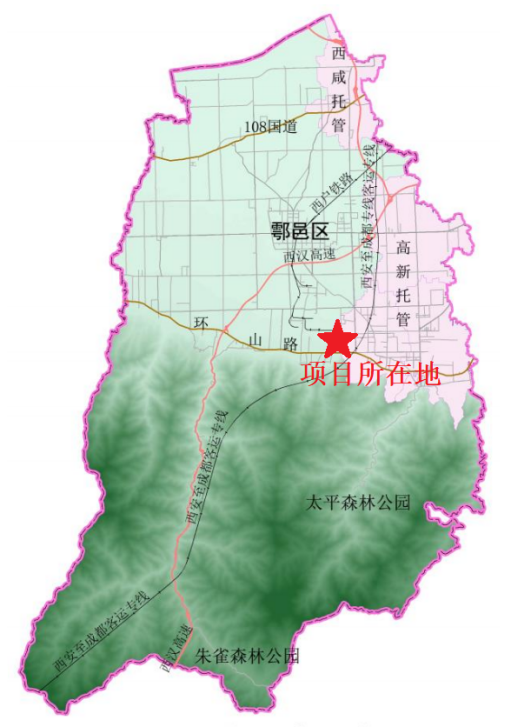 西咸托管
108国道
西户铁路
西安至成都专线客运专线
鄠邑区
西汉高速
高新托管
环山路
项目所在地
西安至成都客运专线
太平森林公园
西安至成都客运专线
西汉高速
朱雀森林公园